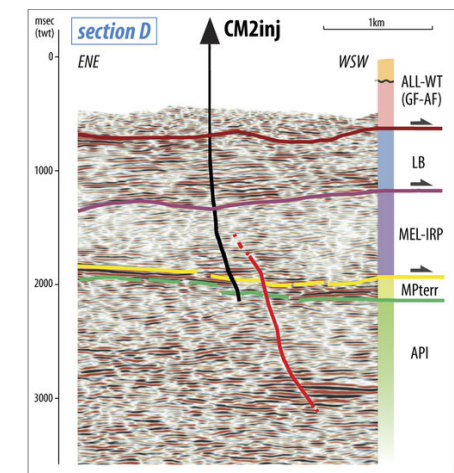 msec
(twt)
section D
CM2inj
1km
0
ENE
WSW
ALL-WT
(GF-AF)
LB
1000
MEL-IRP
2000
MPterr
API
3000